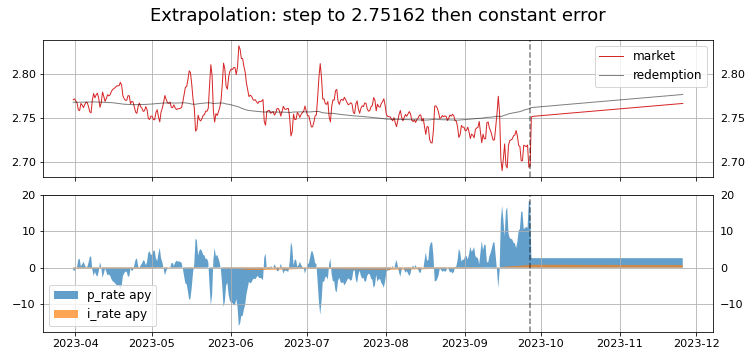 Extrapolation: step to 2.75162 then constant error
2.80 2.80
2.75 2.75
2.70 2.70
market
redemption
20 20
10 10
0 0
−10 −10
p_rate apy
i_rate apy
2023-04 2023-05 2023-06 2023-07 2023-08 2023-09 2023-10 2023-11 2023-12